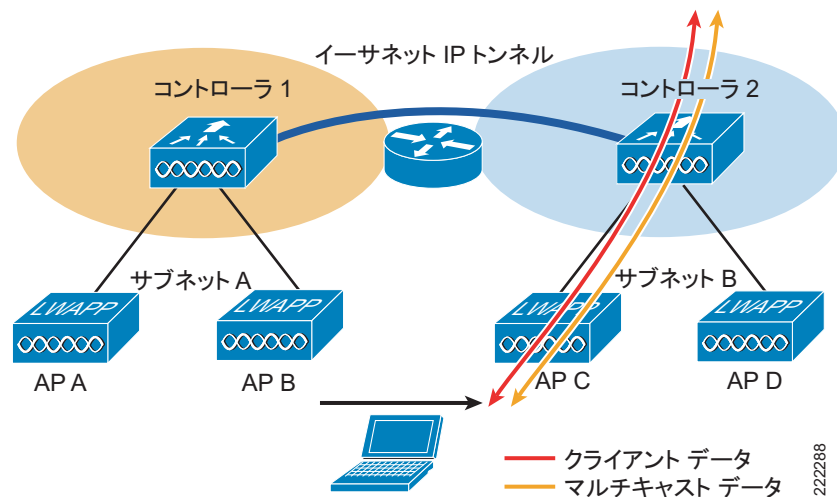 イーサネット IP トンネル
コントローラ 1
コントローラ 2
サブネット A
サブネット B
LWAPP
LWAPP
LWAPP
LWAPP
AP A
AP B
AP C
AP D
クライアント データ
マルチキャスト データ
222288